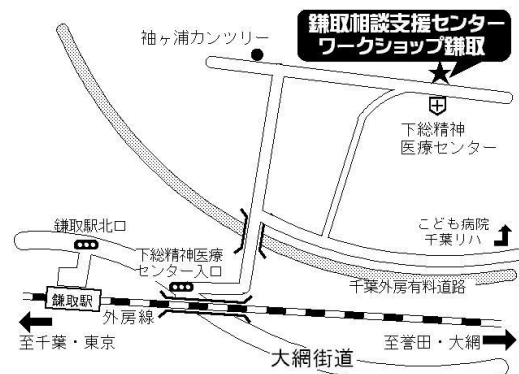 鎌取相談支援センター
ワークショップ鎌取
袖ヶ浦カンツリー
下総精神
医療センター
こども病院
千葉リハ
鎌取駅北口
下総精神医療
センター入口
千葉外房有料道路
鎌取駅
外房線
至千葉・東京
至誉田・大網
大網街道